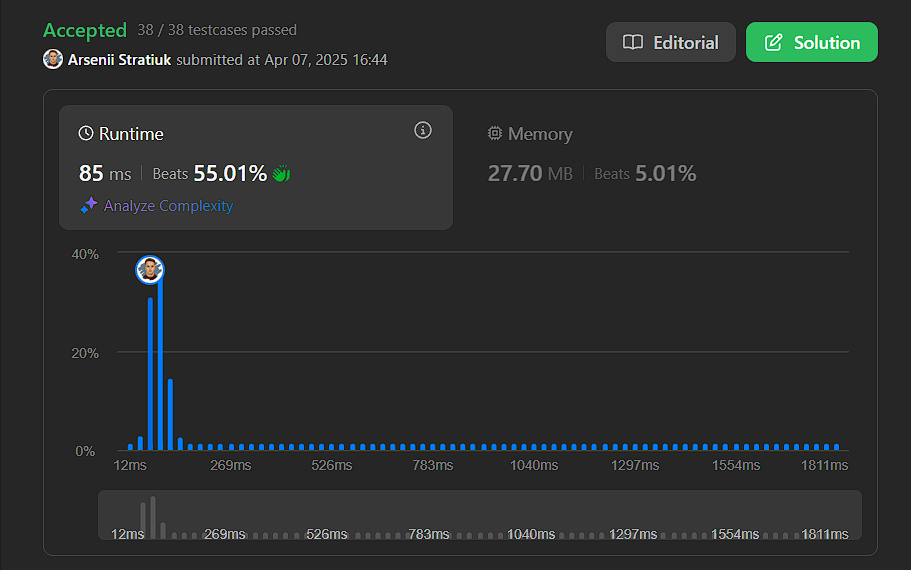 Accepted 38 / 38 testcases passed
Arsenii Stratiuk submitted at Apr 07, 2025 16:44
Editorial
Solution
Runtime
85 ms | Beats 55.01%
Analyze Complexity
Memory
27.70 MB | Beats 5.01%
40%
20%
0%
12ms 269ms 526ms 783ms 1040ms 1297ms 1554ms 1811ms
12ms 269ms 526ms 783ms 1040ms 1297ms 1554ms 1811ms